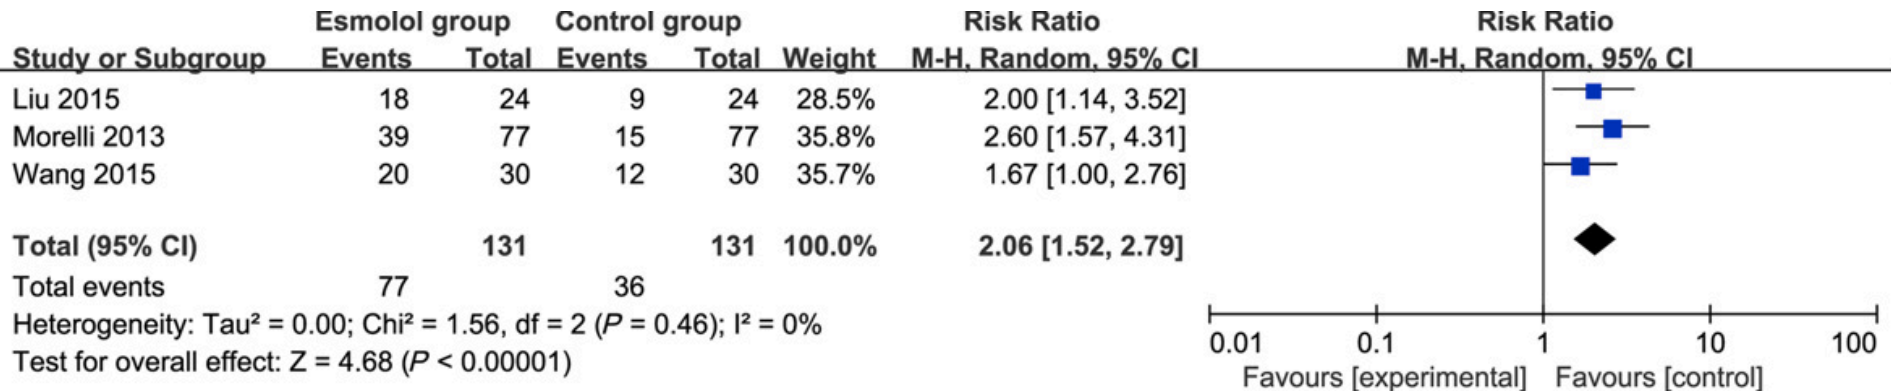 Esmolol group Control group Risk Ratio Risk Ratio
Study or Subgroup Events Total Events Total Weight M-H, Random, 95% CI M-H, Random, 95% CI
Liu 2015 18 24 9 24 28.5% 2.00 [1.14, 3.52]
Morelli 2013 39 77 15 77 35.8% 2.60 [1.57, 4.31]
Wang 2015 20 30 12 30 35.7% 1.67 [1.00, 2.76]
Total (95% CI) 131 131 100.0% 2.06 [1.52, 2.79]
Total events 77 36
Heterogeneity: Tau² = 0.00; Chi² = 1.56, df = 2 (P = 0.46); I² = 0%
Test for overall effect: Z = 4.68 (P < 0.00001)
0.01 0.1 1 10 100
Favours [experimental] Favours [control]